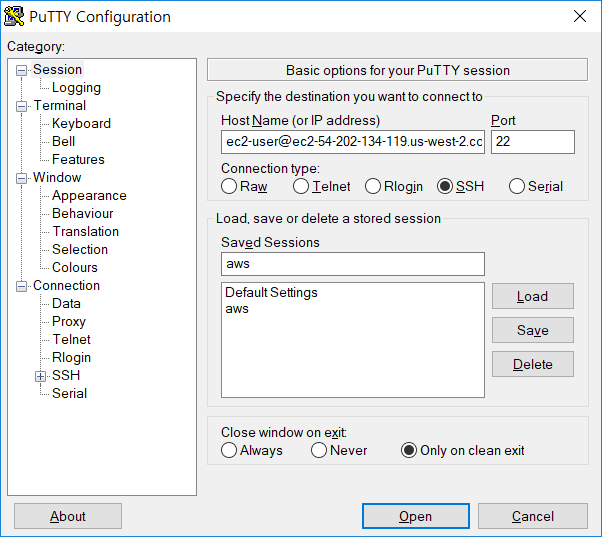 PuTTY Configuration
Category:
Session
Logging
Terminal
Keyboard
Bell
Features
Window
Appearance
Behaviour
Translation
Selection
Colours
Connection
Data
Proxy
Telnet
Rlogin
SSH
Serial
Basic options for your PuTTY session
Specify the destination you want to connect to
Host Name (or IP address) Port
ec2-user@ec2-54-202-134-119.us-west-2.cc 22
Connection type:
Raw Telnet Rlogin SSH Serial
Load, save or delete a stored session
Saved Sessions
aws
Default Settings
aws
Load
Save
Delete
Close window on exit:
Always Never Only on clean exit
About Open Cancel